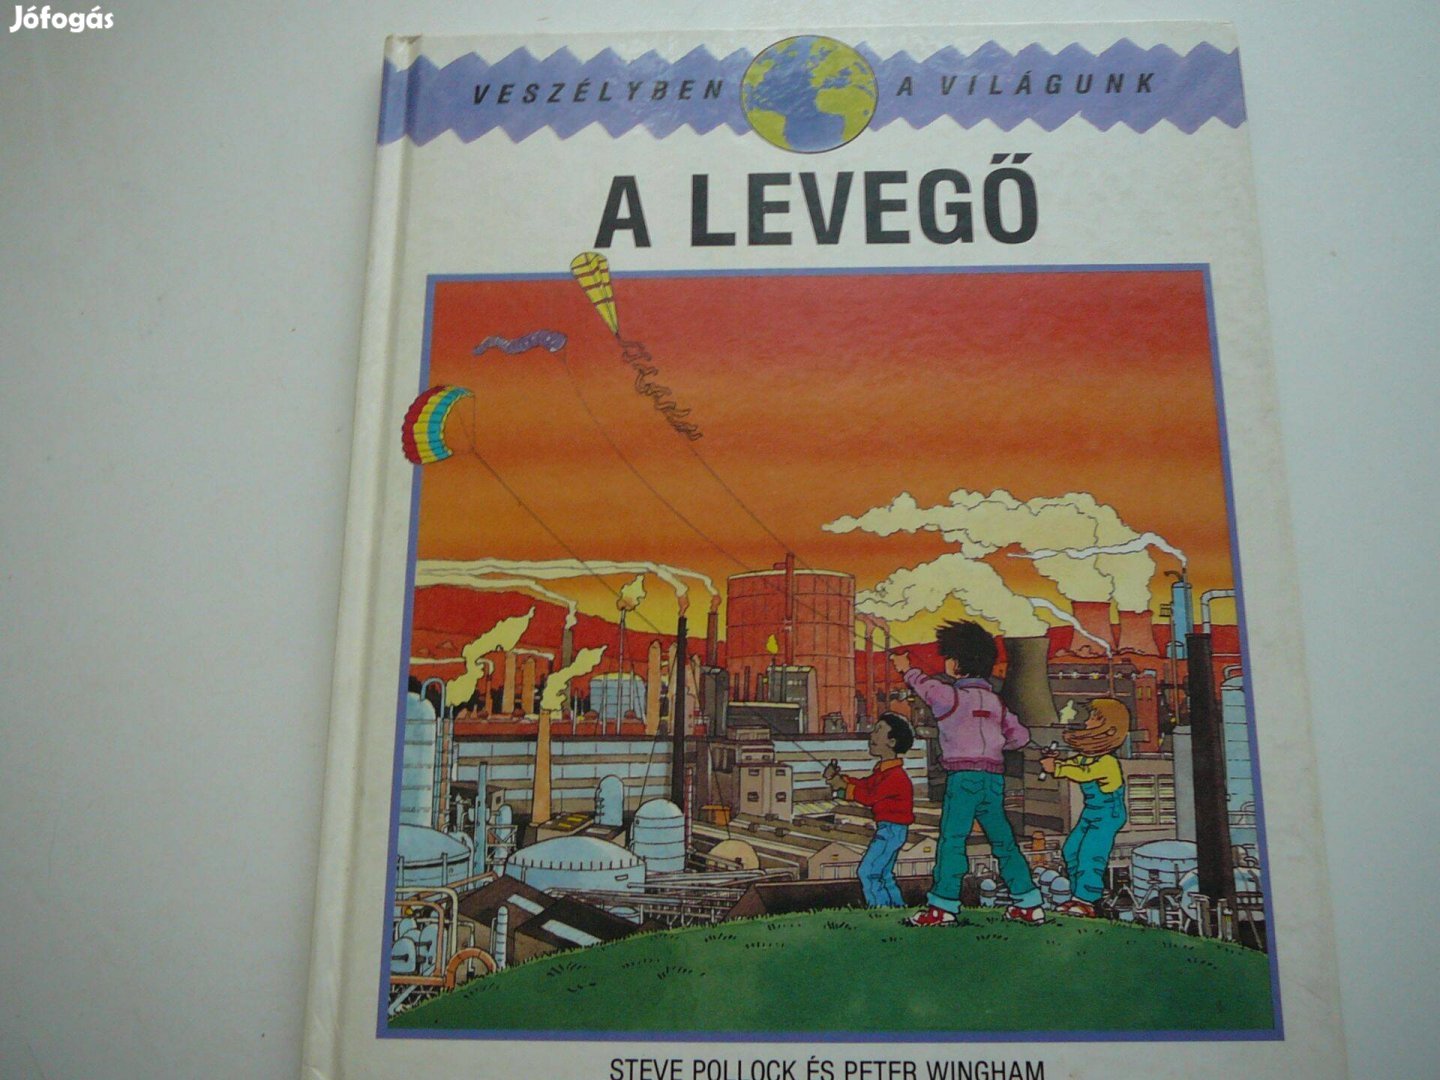 Jófogás
VESZÉLYBEN A VILÁGUNK
A LEVEGŐ
STEVE POLLOCK ÉS PETER WINGHAM